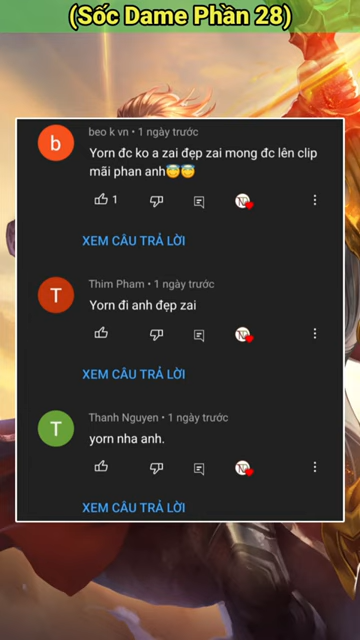 (Sốc Dame Phần 28)
b
beo k vn • 1 ngày trước
Yorn đc ko a zai đẹp zai mong đc lên clip
mãi phan anh😇😇
1
XEM CÂU TRẢ LỜI
T
Thim Pham • 1 ngày trước
Yorn đi anh đẹp zai
XEM CÂU TRẢ LỜI
T
Thanh Nguyen • 1 ngày trước
yorn nha anh.
XEM CÂU TRẢ LỜI